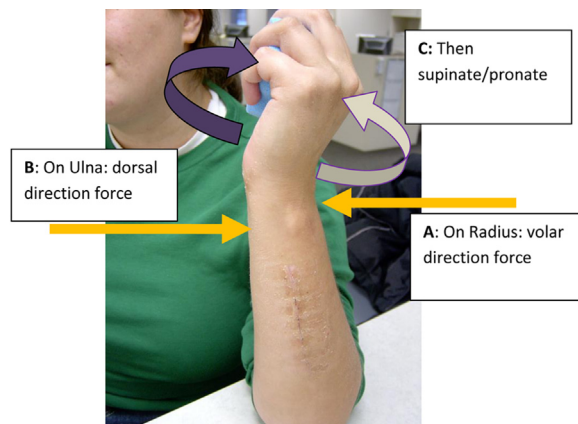 C: Then
supinate/pronate
B: On Ulna: dorsal
direction force
A: On Radius: volar
direction force